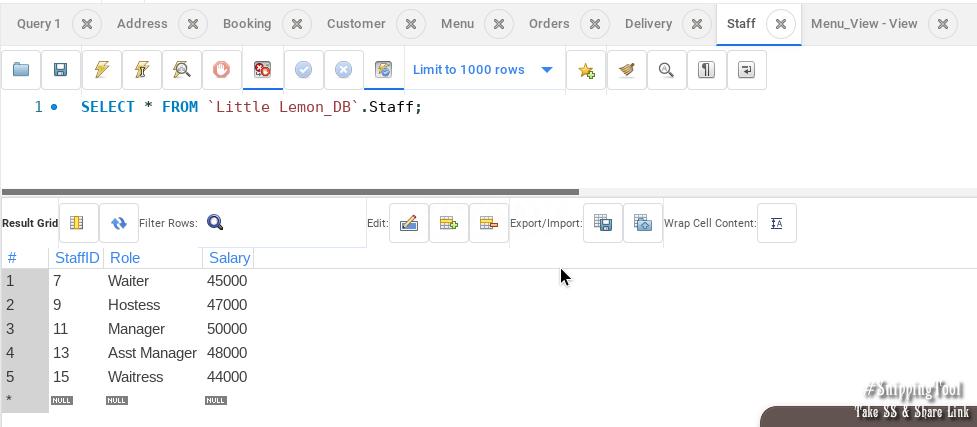 Query 1 Address Booking Customer Menu Orders Delivery Staff Menu_View - View
Limit to 1000 rows
1 SELECT * FROM `Little Lemon_DB`.Staff;
Result Grid Filter Rows: Edit: Export/Import: Wrap Cell Content:
# StaffID Role Salary
1 7 Waiter 45000
2 9 Hostess 47000
3 11 Manager 50000
4 13 Asst Manager 48000
5 15 Waitress 44000
* NULL NULL NULL
#SnippingTool
Take SS & Share Link